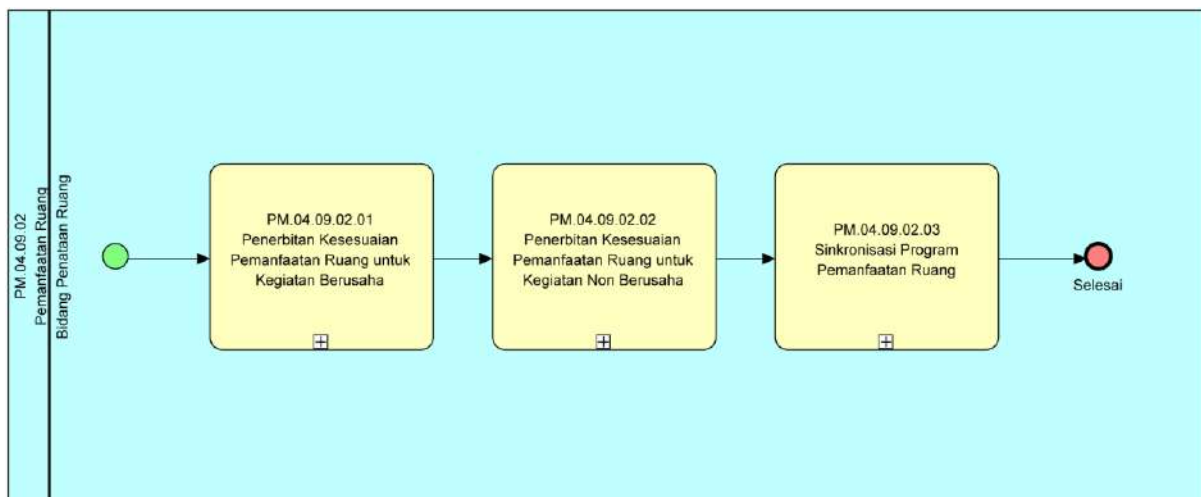 PM.04.09.02
Pemanfaatan Ruang
Bidang Penataan Ruang
PM.04.09.02.01
Penerbitan Kesesuaian
Pemanfaatan Ruang untuk
Kegiatan Berusaha
PM.04.09.02.02
Penerbitan Kesesuaian
Pemanfaatan Ruang untuk
Kegiatan Non Berusaha
PM.04.09.02.03
Sinkronisasi Program
Pemanfaatan Ruang
Selesai